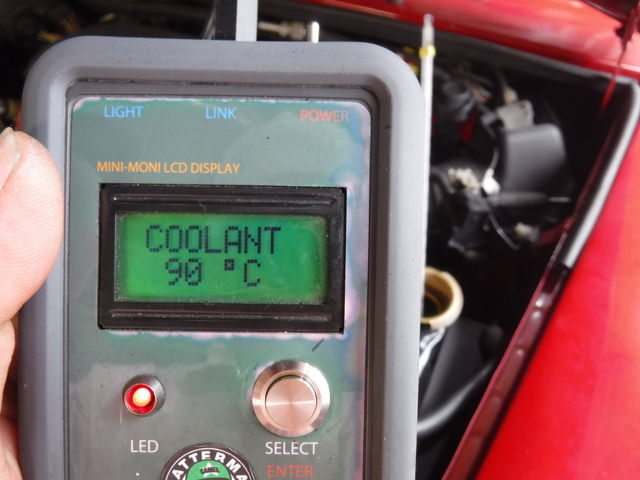 LIGHT LINK POWER
MINI-MONI LCD DISPLAY
COOLANT
90 °C
LED SELECT
ENTER